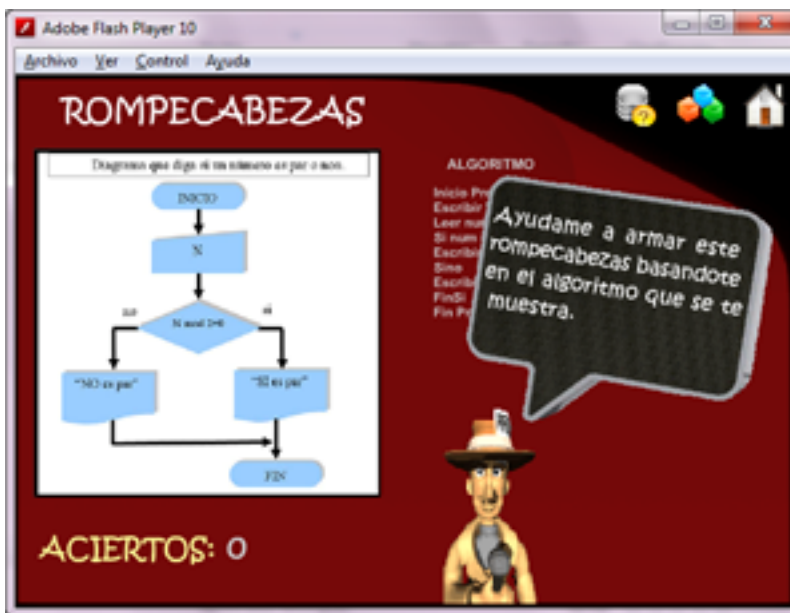 Adobe Flash Player 10
Archivo Ver Control Ayuda
ROMPECABEZAS
Diagrama que diga si un número es par o non.
INICIO
N
no
si
N mod 2=0
"NO es par"
"SI es par"
FIN
ALGORITMO
Inicio
Escribir
Leer
Si num
Escribir
Sino
FinSi
Fin
Ayudame a armar este
rompecabezas basandote
en el algoritmo que se te
muestra.
ACIERTOS: 0